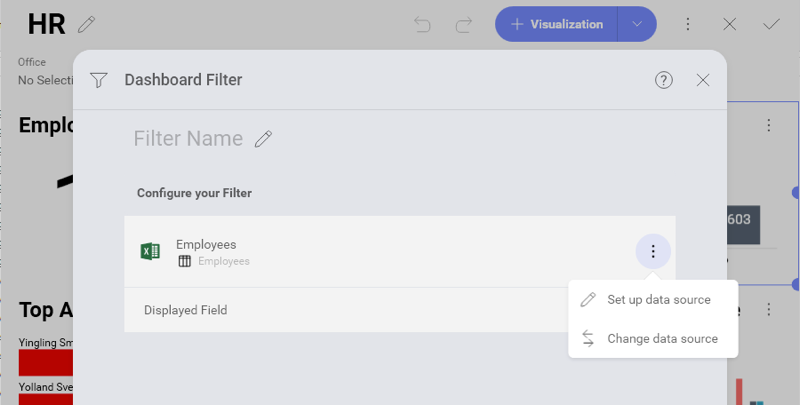 HR
+ Visualization
Office
No Selecti
Dashboard Filter
?
Emplo
Filter Name
Configure your Filter
603
Employees
Employees
Set up data source
Top A
Displayed Field
Change data source
Yingling Sm
Yolland Sve